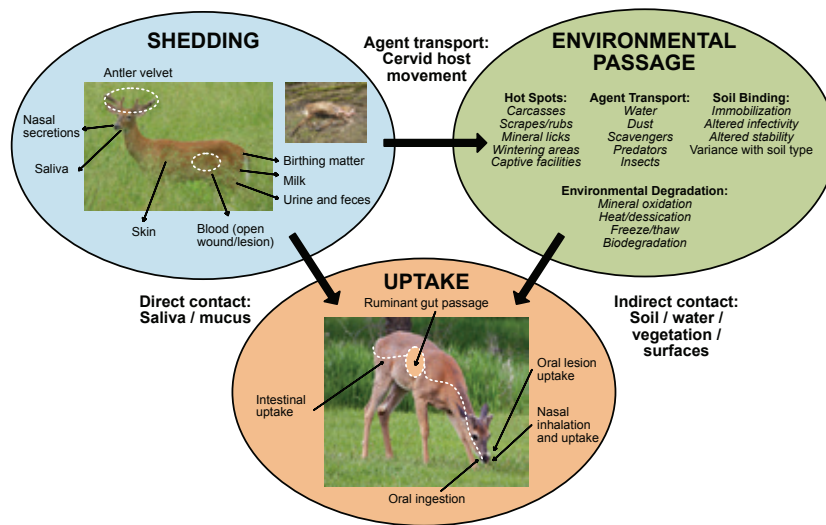 SHEDDING
Antler velvet
Nasal
secretions
Saliva
Skin
Blood (open
wound/lesion)
Birthing matter
Milk
Urine and feces
Agent transport:
Cervid host
movement
ENVIRONMENTAL
PASSAGE
Hot Spots:
Carcasses
Scrapes/rubs
Mineral licks
Wintering areas
Captive facilities
Agent Transport:
Water
Dust
Scavengers
Predators
Insects
Soil Binding:
Immobilization
Altered infectivity
Altered stability
Variance with soil type
Environmental Degradation:
Mineral oxidation
Heat/dessication
Freeze/thaw
Biodegradation
Direct contact:
Saliva / mucus
Indirect contact:
Soil / water /
vegetation /
surfaces
UPTAKE
Ruminant gut passage
Intestinal
uptake
Oral lesion
uptake
Nasal
inhalation
and uptake
Oral ingestion